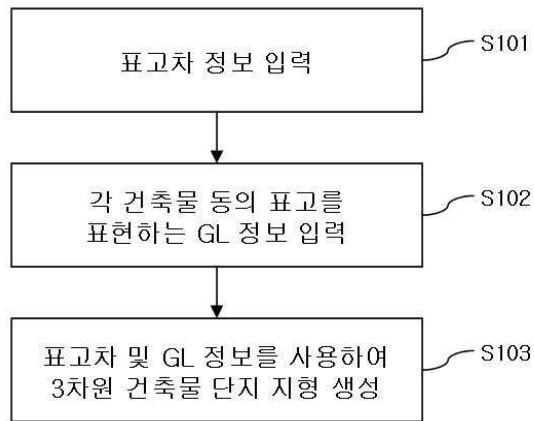 표고차 정보 입력
S101
각 건축물 동의 표고를
표현하는 GL 정보 입력
S102
표고차 및 GL 정보를 사용하여
3차원 건축물 단지 지형 생성
S103